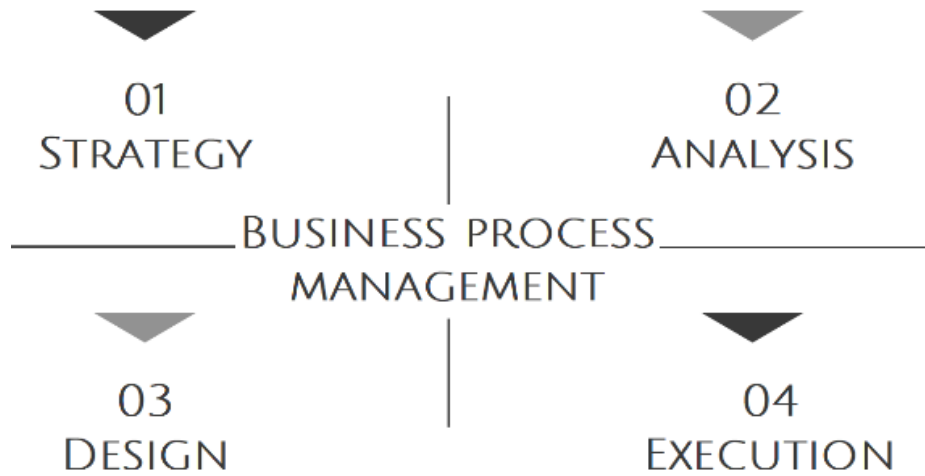 01
STRATEGY
02
ANALYSIS
BUSINESS PROCESS
MANAGEMENT
03
DESIGN
04
EXECUTION